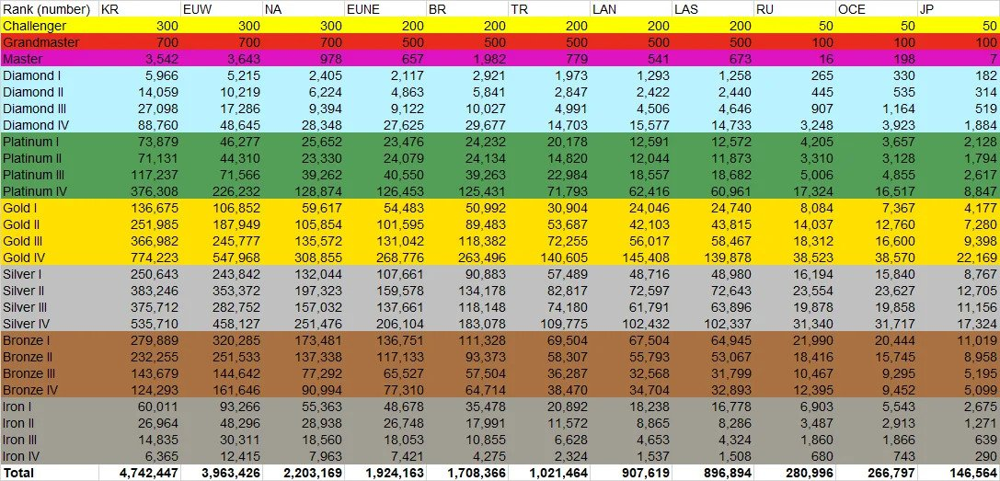 Rank (number) KR EUW NA EUNE BR TR LAN LAS RU OCE JP
Challenger 300 300 300 200 200 200 200 200 50 50 50
Grandmaster 700 700 700 500 500 500 500 500 100 100 100
Master 3,542 3,643 978 657 1,982 779 541 673 16 198 7
Diamond I 5,966 5,215 2,405 2,117 2,921 1,973 1,293 1,258 265 330 182
Diamond II 14,059 10,219 6,224 4,863 5,841 2,847 2,422 2,440 445 535 314
Diamond III 27,098 17,286 9,394 9,122 10,027 4,991 4,506 4,646 907 1,164 519
Diamond IV 88,760 48,645 28,348 27,625 29,677 14,703 15,577 14,733 3,248 3,923 1,884
Platinum I 73,879 46,277 25,652 23,476 24,232 20,178 12,591 12,572 4,205 3,657 2,128
Platinum II 71,131 44,310 23,330 24,079 24,134 14,820 12,044 11,873 3,310 3,128 1,794
Platinum III 117,237 71,566 39,262 40,550 39,263 22,984 18,557 18,682 5,006 4,855 2,617
Platinum IV 376,308 226,232 128,874 126,453 125,431 71,793 62,416 60,961 17,324 16,517 8,847
Gold I 136,675 106,852 59,617 54,483 50,992 30,904 24,046 24,740 8,084 7,367 4,177
Gold II 251,985 187,949 105,854 101,595 89,483 53,687 42,103 43,815 14,037 12,760 7,280
Gold III 366,982 245,777 135,572 131,042 118,382 72,255 56,017 58,467 18,312 16,600 9,398
Gold IV 774,223 547,968 308,855 268,776 263,496 140,605 145,408 139,878 38,523 38,570 22,169
Silver I 250,643 243,842 132,044 107,661 90,883 57,489 48,716 48,980 16,194 15,840 8,767
Silver II 383,246 353,372 197,323 159,578 134,178 82,817 72,597 72,643 23,554 23,627 12,705
Silver III 375,712 282,752 157,032 137,661 118,148 74,180 61,791 63,896 19,878 19,858 11,156
Silver IV 535,710 458,127 251,476 206,104 183,078 109,775 102,432 102,337 31,340 31,717 17,324
Bronze I 279,889 320,285 173,481 136,751 111,328 69,504 67,504 64,945 21,990 20,444 11,019
Bronze II 232,255 251,533 137,338 117,133 93,373 58,307 55,793 53,067 18,416 15,745 8,958
Bronze III 143,679 144,642 77,292 65,527 57,504 36,287 32,568 31,799 10,467 9,295 5,195
Bronze IV 124,293 161,646 90,994 77,310 64,714 38,470 34,704 32,893 12,395 9,452 5,099
Iron I 60,011 93,266 55,363 48,678 35,478 20,892 18,238 16,778 6,903 5,543 2,675
Iron II 26,964 48,296 28,938 26,748 17,991 11,572 8,865 8,286 3,487 2,913 1,271
Iron III 14,835 30,311 18,560 18,053 10,855 6,628 4,653 4,324 1,860 1,866 639
Iron IV 6,365 12,415 7,963 7,421 4,275 2,324 1,537 1,508 680 743 290
Total 4,742,447 3,963,426 2,203,169 1,924,163 1,708,366 1,021,464 907,619 896,894 280,996 266,797 146,564